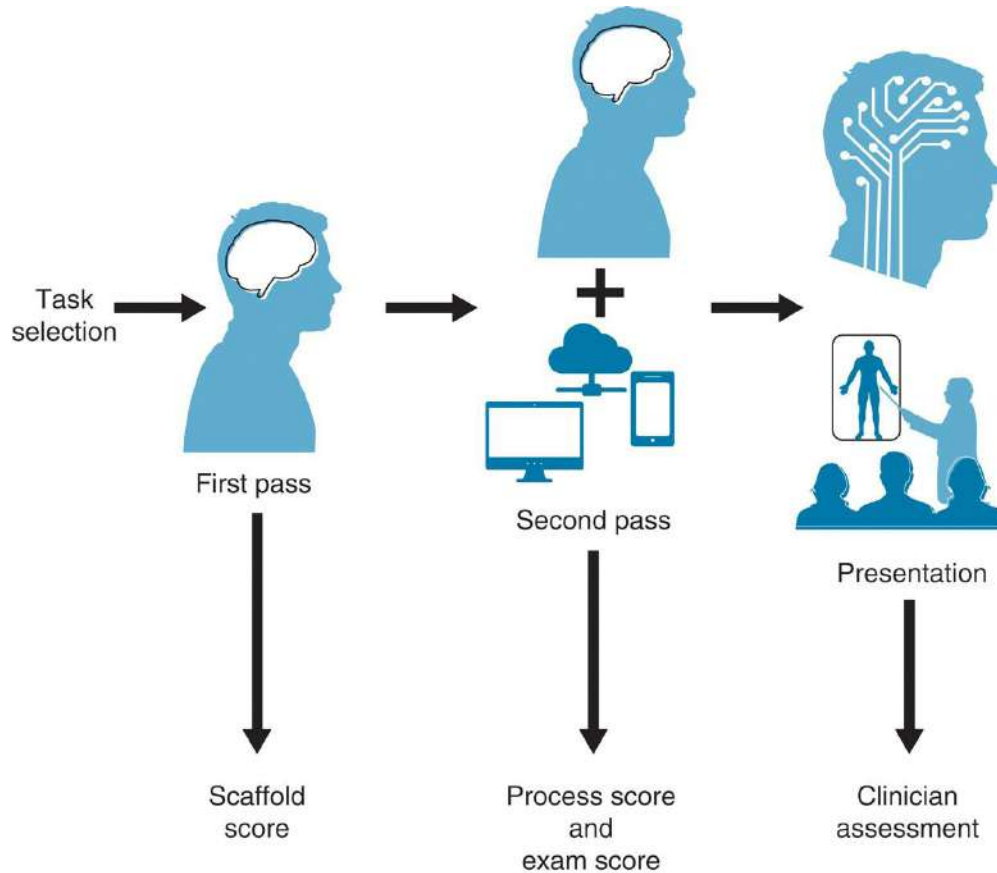 Task
selection
First pass
Second pass
Presentation
Scaffold
score
Process score
and
exam score
Clinician
assessment